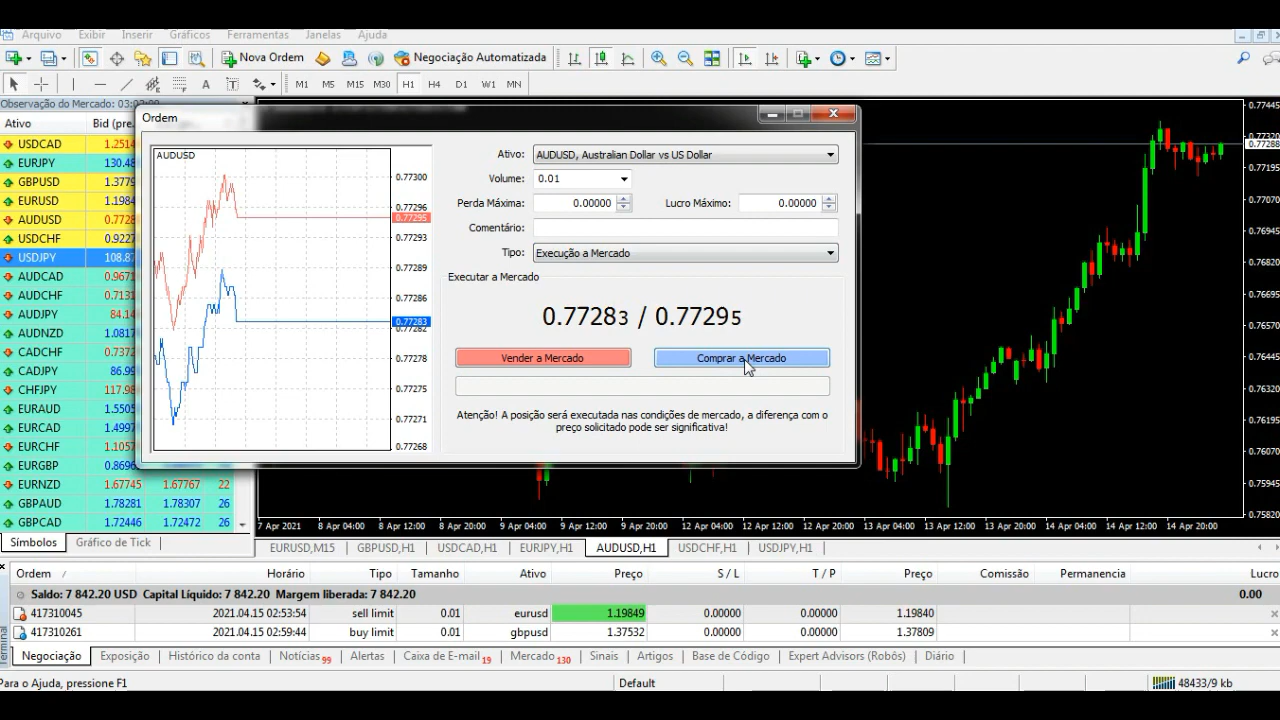 Arquivo Exibir Inserir Gráficos Ferramentas Janelas Ajuda
Nova Ordem Negociação Automatizada
A T M1 M5 M15 M30 H1 H4 D1 W1 MN
Observação do Mercado:
Ativo Bid (pre.
USDCAD 1.2514
EURJPY 130.48
GBPUSD 1.3779
EURUSD 1.1984
AUDUSD 0.7728
USDCHF 0.9227
USDJPY 108.87
AUDCAD 0.9671
AUDCHF 0.7131
AUDJPY 84.14
AUDNZD 1.0817
CADCHF 0.7372
CADJPY 86.99
CHFJPY 117.98
EURAUD 1.5505
EURCAD 1.4997
EURCHF 1.1057
EURGBP 0.8696
EURNZD 1.67745 1.67767 22
GBPAUD 1.78281 1.78307 26
GBPCAD 1.72446 1.72472 26
Símbolos Gráfico de Tick
Ordem
AUDUSD
0.77300
0.77296
0.77295
0.77293
0.77289
0.77286
0.77283
0.77282
0.77278
0.77275
0.77271
0.77268
Ativo: AUDUSD, Australian Dollar vs US Dollar
Volume: 0.01
Perda Máxima: 0.00000 Lucro Máximo: 0.00000
Comentário:
Tipo: Execução a Mercado
Executar a Mercado
0.77283 / 0.77295
Vender a Mercado Comprar a Mercado
Atenção! A posição será executada nas condições de mercado, a diferença com o
preço solicitado pode ser significativa!
0.77445
0.77320
0.77288
0.77195
0.77070
0.76945
0.76820
0.76695
0.76570
0.76445
0.76320
0.76195
0.76070
0.75945
0.75820
7 Apr 2021 8 Apr 04:00 8 Apr 12:00 8 Apr 20:00 9 Apr 04:00 9 Apr 12:00 9 Apr 20:00 12 Apr 04:00 12 Apr 12:00 12 Apr 20:00 13 Apr 04:00 13 Apr 12:00 13 Apr 20:00 14 Apr 04:00 14 Apr 12:00 14 Apr 20:00
EURUSD,M15 GBPUSD,H1 USDCAD,H1 EURJPY,H1 AUDUSD,H1 USDCHF,H1 USDJPY,H1
Ordem / Horário Tipo Tamanho Ativo Preço S / L T / P Preço Comissão Permanencia Lucro
Saldo: 7 842.20 USD Capital Líquido: 7 842.20 Margem liberada: 7 842.20 0.00
417310045 2021.04.15 02:53:54 sell limit 0.01 eurusd 1.19849 0.00000 0.00000 1.19840
417310261 2021.04.15 02:59:44 buy limit 0.01 gbpusd 1.37532 0.00000 0.00000 1.37809
Terminal
Negociação Exposição Histórico da conta Notícias 99 Alertas Caixa de E-mail 19 Mercado 130 Sinais Artigos Base de Código Expert Advisors (Robôs) Diário
Para o Ajuda, pressione F1 Default 48433/9 kb